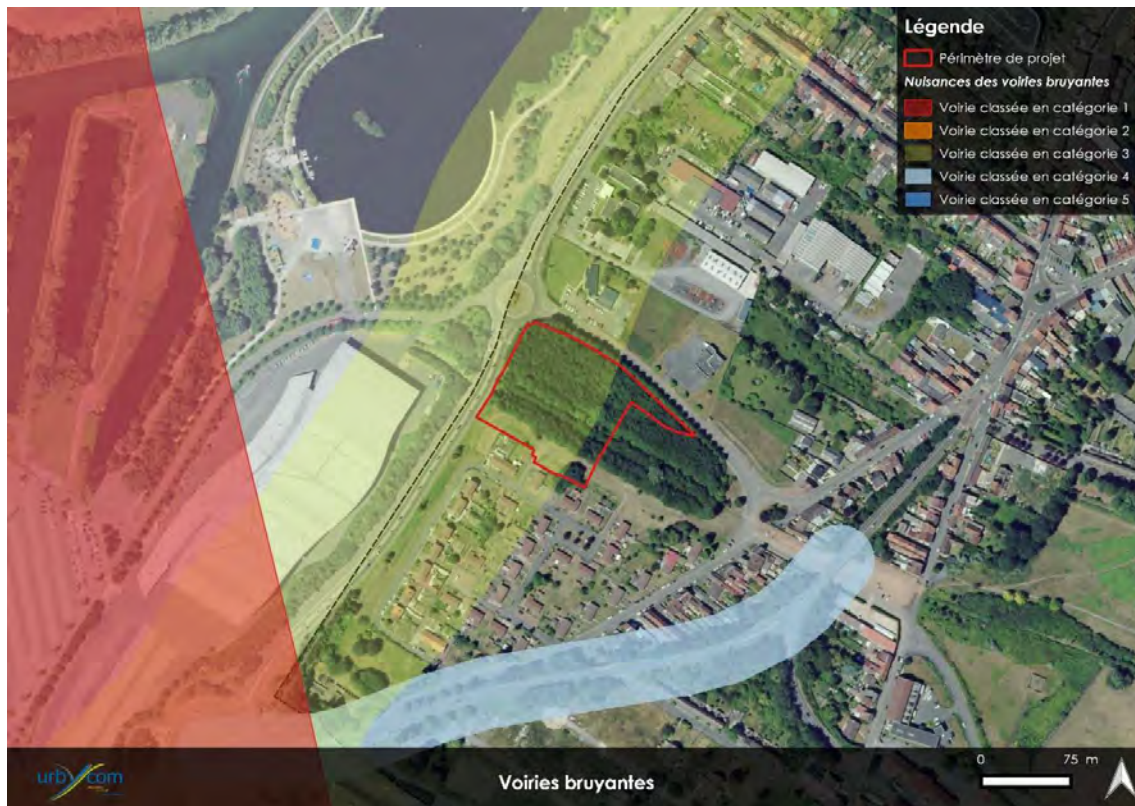 Légende
Périmètre de projet
Nuisances des voiries bruyantes
Voirie classée en catégorie 1
Voirie classée en catégorie 2
Voirie classée en catégorie 3
Voirie classée en catégorie 4
Voirie classée en catégorie 5
urbycom
Voiries bruyantes
0 75 m